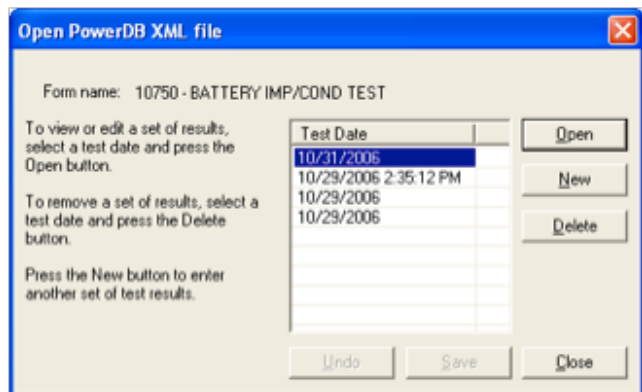 Open PowerDB XML file
Form name: 10750 - BATTERY IMP/COND TEST
To view or edit a set of results,
select a test date and press the
Open button.
To remove a set of results, select a
test date and press the Delete
button.
Press the New button to enter
another set of test results.
Test Date
10/31/2006
10/29/2006 2:35:12 PM
10/29/2006
10/29/2006
Open
New
Delete
Undo
Save
Close